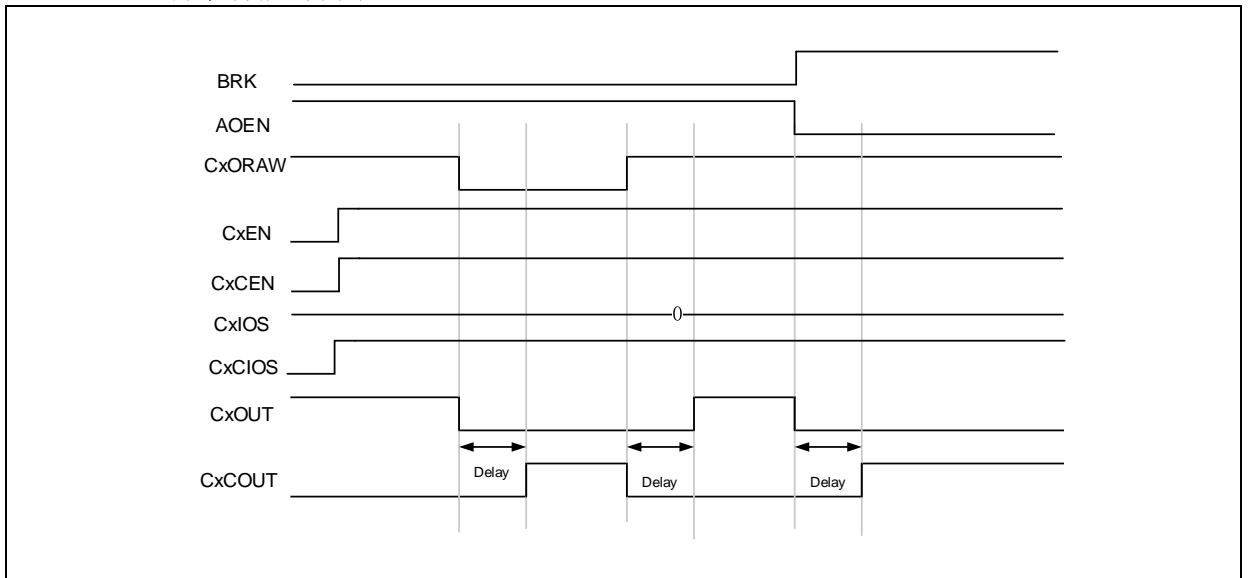 BRK
AOEN
CxORAW
CxEN
CxCEN
CxIOS
0
CxCIOS
CxOUT
Delay
Delay
Delay
CxCOUT